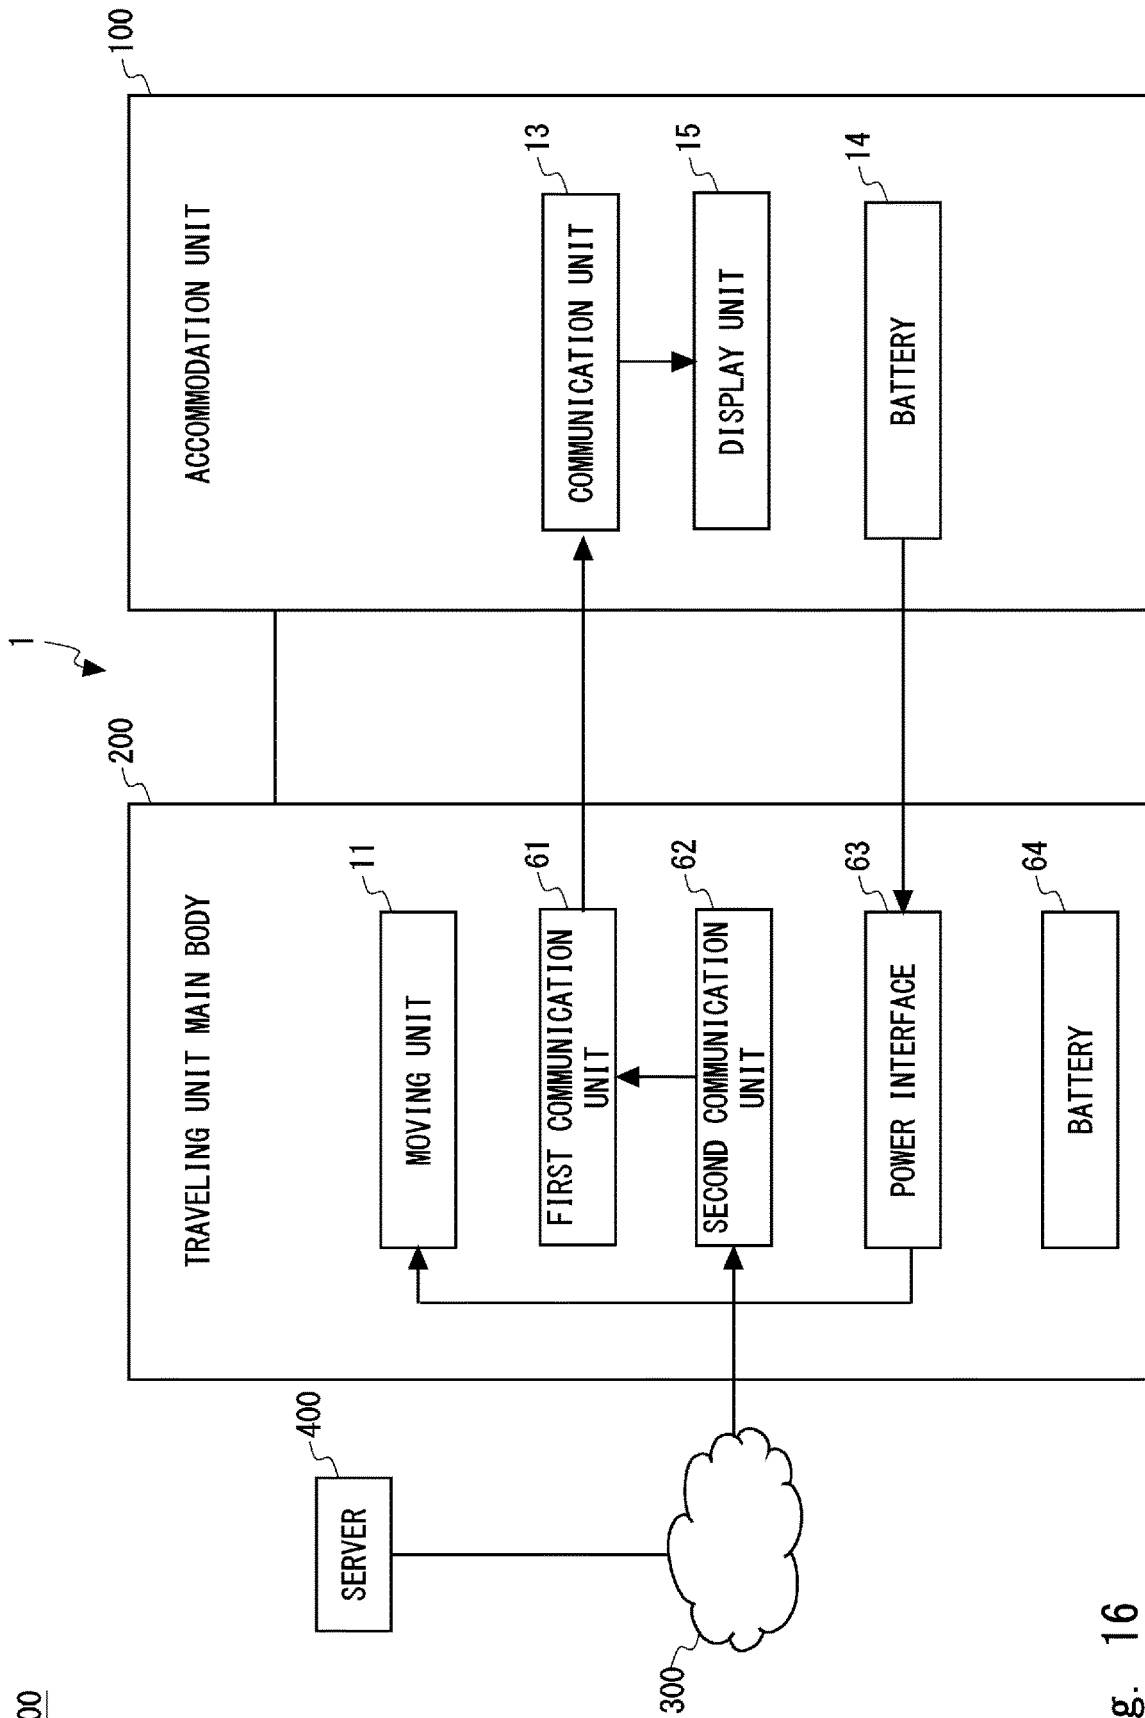 00
1
200
100
TRAVELING UNIT MAIN BODY
ACCOMMODATION UNIT
SERVER
400
300
11
MOVING UNIT
61
FIRST COMMUNICATION
UNIT
62
SECOND COMMUNICATION
UNIT
63
POWER INTERFACE
64
BATTERY
13
COMMUNICATION UNIT
15
DISPLAY UNIT
14
BATTERY
g. 16